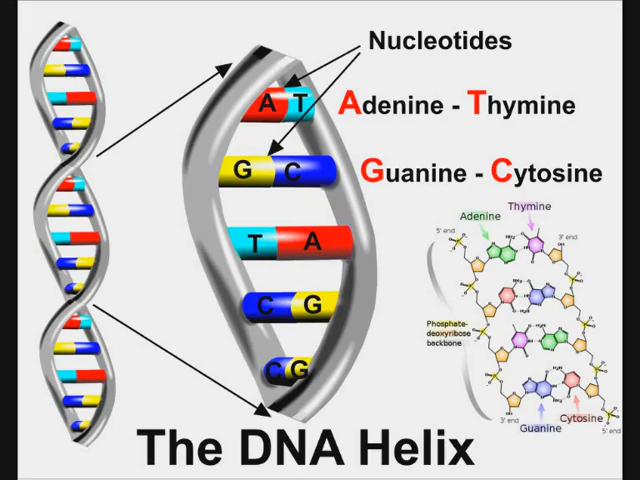 Nucleotides
A T
Adenine - Thymine
G C
Guanine - Cytosine
T A
C G
C G
Thymine
Adenine
5' end
3' end
Phosphate-
deoxyribose
backbone
3' end
5' end
Cytosine
Guanine
The DNA Helix